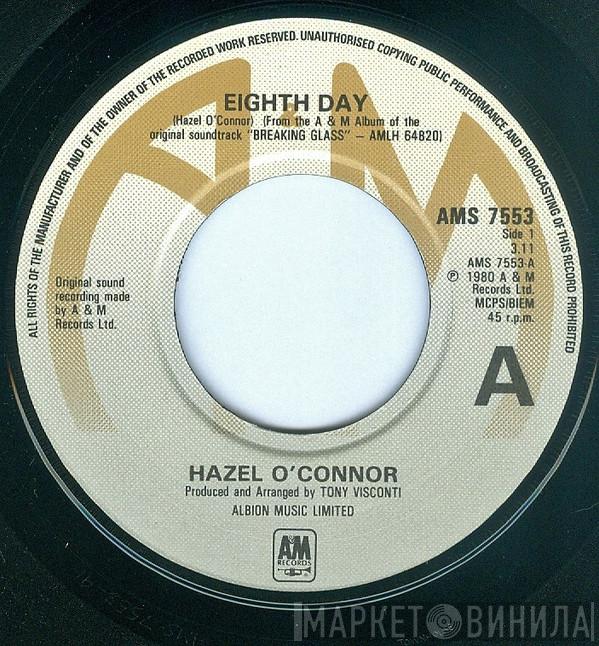 ALL RIGHTS OF THE MANUFACTURER AND OF THE OWNER OF THE RECORDED WORK RESERVED. UNAUTHORISED COPYING PUBLIC PERFORMANCE AND BROADCASTING OF THIS RECORD PROHIBITED
EIGHTH DAY
(Hazel O'Connor) (From the A & M Album of the
original soundtrack "BREAKING GLASS" – AMLH 64820)
AMS 7553
Side 1
3.11
AMS 7553-A
℗ 1980 A & M
Records Ltd.
MCPS/BIEM
45 r.p.m.
Original sound
recording made
by A & M
Records Ltd.
A
HAZEL O'CONNOR
Produced and Arranged by TONY VISCONTI
ALBION MUSIC LIMITED
A&M
RECORDS
МАРКЕТ ВИНИЛА